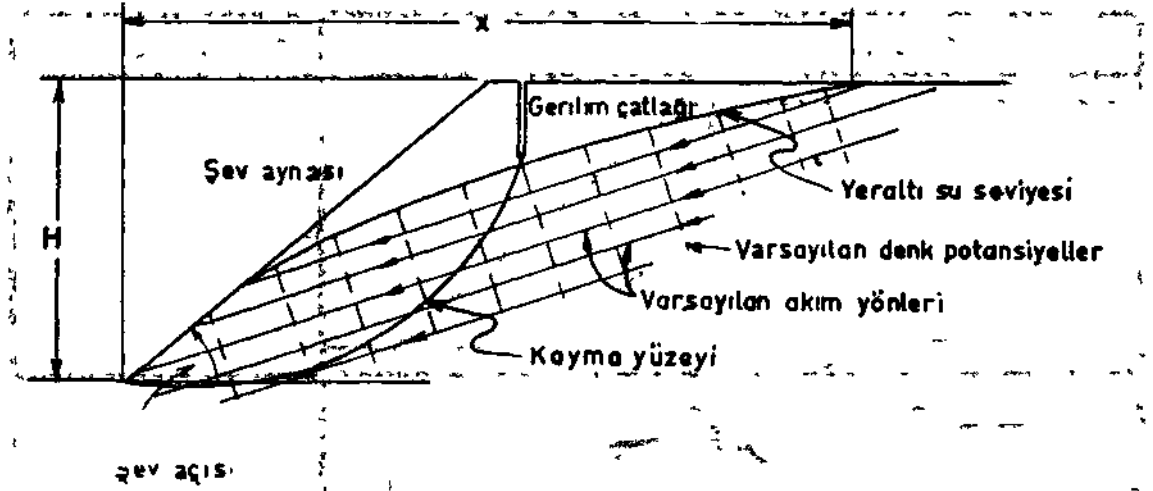 x
Gerilim çatlağı
Şev aynası
Yeraltı su seviyesi
H
Varsayılan denk potansiyeller
Varsayılan akım yönleri
Kayma yüzeyi
Şev açısı